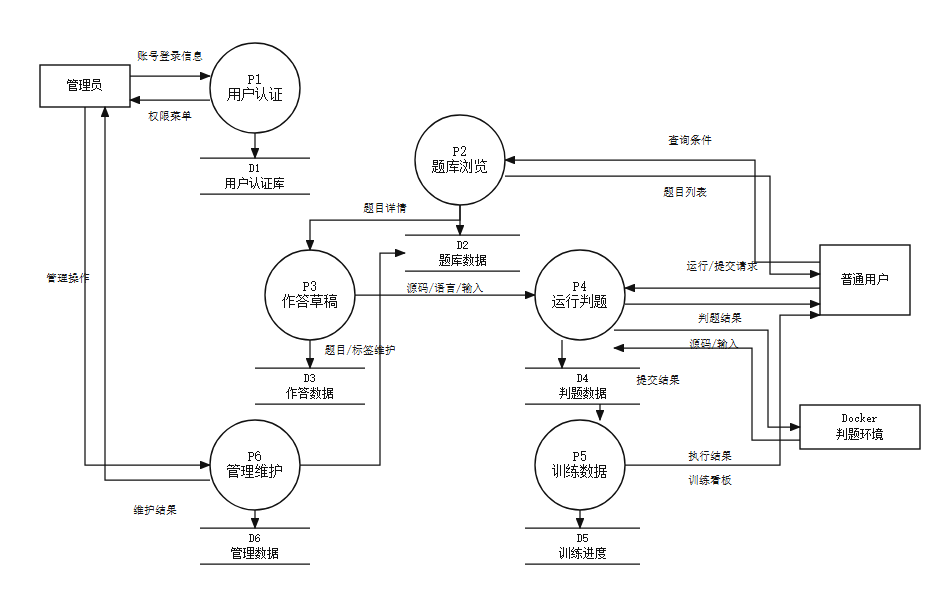 账号登录信息
管理员
P1
用户认证
权限菜单
查询条件
P2
题库浏览
D1
用户认证库
题目列表
题目详情
D2
题库数据
管理操作
P3
作答草稿
源码/语言/输入
P4
运行判题
运行/提交请求
普通用户
判题结果
源码/输入
题目/标签维护
D3
作答数据
D4
判题数据
提交结果
Docker
判题环境
P6
管理维护
P5
训练数据
执行结果
训练看板
维护结果
D6
管理数据
D5
训练进度